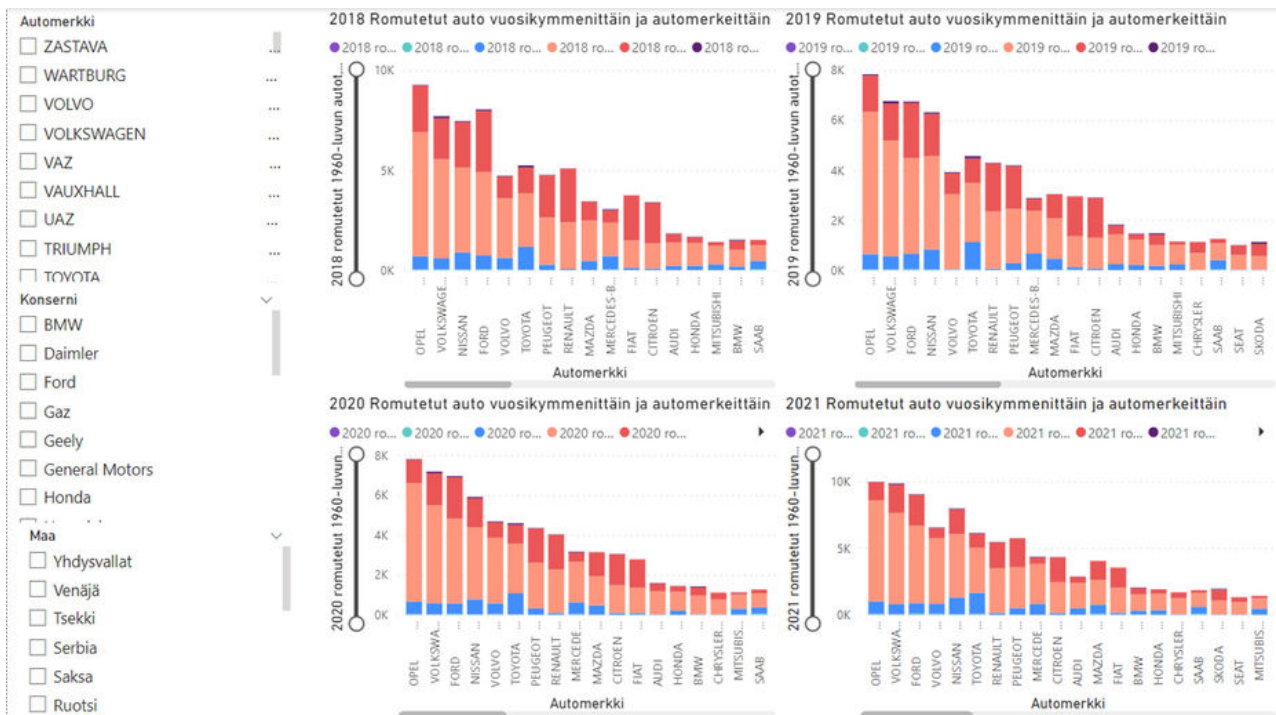 Automerkki
ZASTAVA ...
WARTBURG ...
VOLVO ...
VOLKSWAGEN ...
VAZ ...
VAUXHALL ...
UAZ ...
TRIUMPH ...
TOYOTA
Konserni
BMW
Daimler
Ford
Gaz
Geely
General Motors
Honda
Maa
Yhdysvallat
Venäjä
Tsekki
Serbia
Saksa
Ruotsi
2018 Romutetut auto vuosikymmenittäin ja automerkeittäin
2018 ro... 2018 ro... 2018 ro... 2018 ro... 2018 ro... 2018 ro...
2018 romutetut 1960-luvun autot....
10K
5K
0K
OPEL ...
VOLKSWAGE... ...
NISSAN ...
FORD ...
VOLVO ...
TOYOTA ...
PEUGEOT ...
RENAULT ...
MAZDA ...
MERCEDES-B... ...
FIAT ...
CITROEN ...
AUDI ...
HONDA ...
MITSUBISHI ...
BMW ...
SAAB ...
Automerkki
2019 Romutetut auto vuosikymmenittäin ja automerkeittäin
2019 ro... 2019 ro... 2019 ro... 2019 ro... 2019 ro... 2019 ro...
2019 romutetut 1960-luvun autot....
8K
6K
4K
2K
0K
OPEL ...
VOLKSWAGE... ...
FORD ...
NISSAN ...
VOLVO ...
TOYOTA ...
RENAULT ...
PEUGEOT ...
MERCEDES-B... ...
MAZDA ...
FIAT ...
CITROEN ...
AUDI ...
HONDA ...
BMW ...
MITSUBISHI ...
CHRYSLER ...
SAAB ...
SEAT ...
SKODA ...
Automerkki
2020 Romutetut auto vuosikymmenittäin ja automerkeittäin
2020 ro... 2020 ro... 2020 ro... 2020 ro... 2020 ro...
2020 romutetut 1960-luvun...
8K
6K
4K
2K
0K
OPEL ...
VOLKSWA... ...
FORD ...
NISSAN ...
VOLVO ...
TOYOTA ...
PEUGEOT ...
RENAULT ...
MERCEDE... ...
MAZDA ...
CITROEN ...
FIAT ...
AUDI ...
HONDA ...
BMW ...
CHRYSLER... ...
MITSUBIS... ...
SAAB ...
Automerkki
2021 Romutetut auto vuosikymmenittäin ja automerkeittäin
2021 ro... 2021 ro... 2021 ro... 2021 ro... 2021 ro... 2021 ro...
2021 romutetut 1960-luvun...
10K
5K
0K
OPEL ...
VOLKSWA... ...
FORD ...
VOLVO ...
NISSAN ...
TOYOTA ...
RENAULT ...
PEUGEOT ...
MERCEDE... ...
CITROEN ...
AUDI ...
MAZDA ...
FIAT ...
BMW ...
HONDA ...
CHRYSLER... ...
SAAB ...
SKODA ...
SEAT ...
MITSUBIS... ...
Automerkki